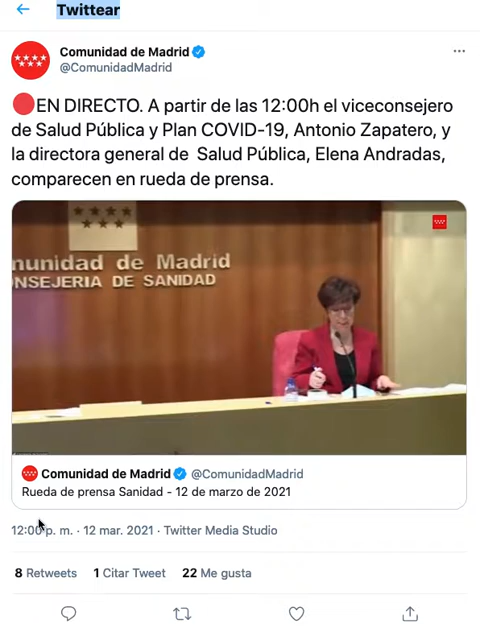 Twittear
Comunidad de Madrid
@ComunidadMadrid
EN DIRECTO. A partir de las 12:00h el viceconsejero
de Salud Pública y Plan COVID-19, Antonio Zapatero, y
la directora general de Salud Pública, Elena Andradas,
comparecen en rueda de prensa.
nunidad de Madrid
NSEJERIA DE SANIDAD
Comunidad de Madrid @ComunidadMadrid
Rueda de prensa Sanidad - 12 de marzo de 2021
12:00 p. m. · 12 mar. 2021 · Twitter Media Studio
8 Retweets 1 Citar Tweet 22 Me gusta